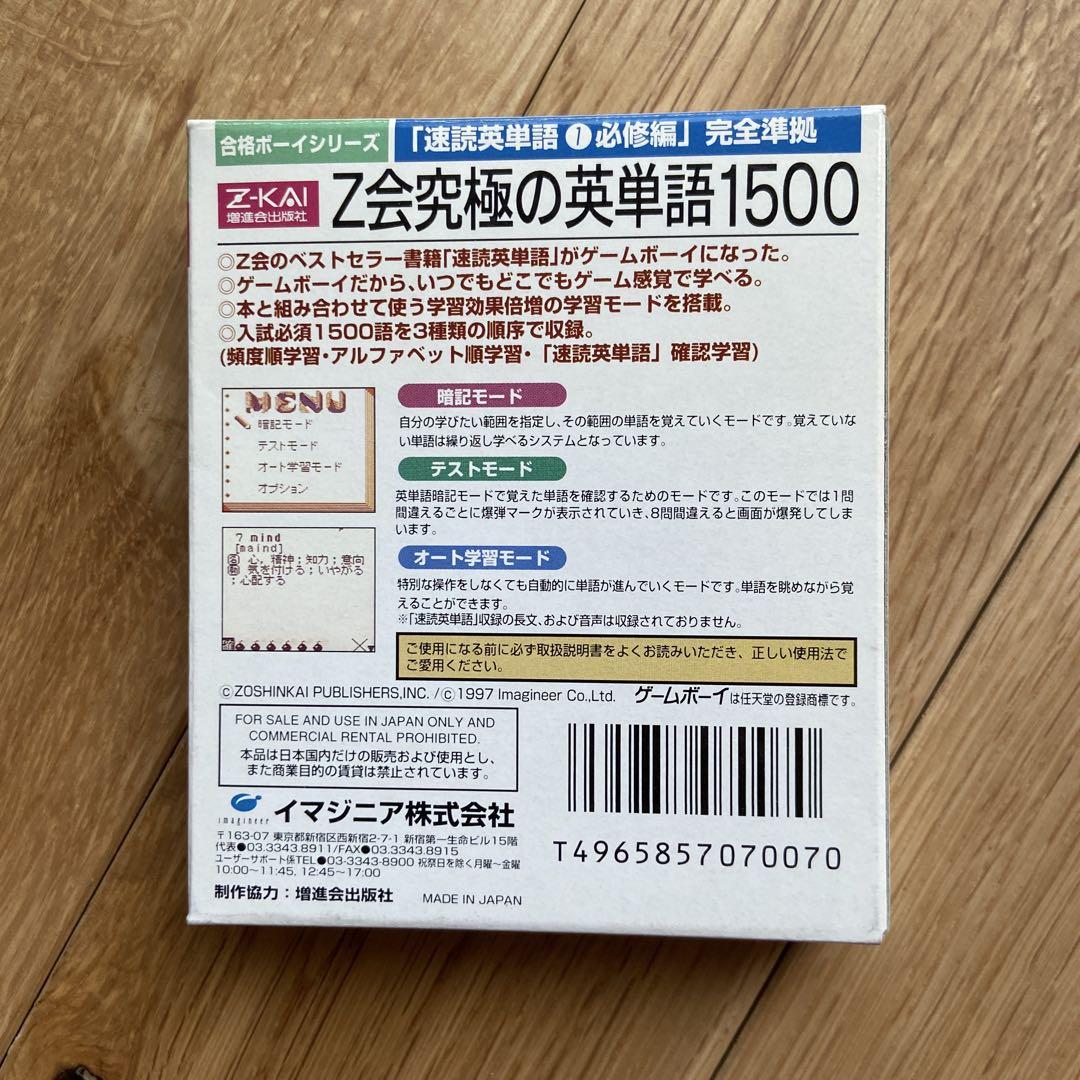 合格ボーイシリーズ
「速読英単語❶必修編」完全準拠
Z-KAI
増進会出版社
Z会究極の英単語1500
◎Z会のベストセラー書籍「速読英単語」がゲームボーイになった。
◎ゲームボーイだから、いつでもどこでもゲーム感覚で学べる。
◎本と組み合わせて使う学習効果倍増の学習モードを搭載。
◎入試必須1500語を3種類の順序で収録。
(頻度順学習・アルファベット順学習・「速読英単語」確認学習)
MENU
暗記モード
テストモード
オート学習モード
オプション
暗記モード
自分の学びたい範囲を指定し、その範囲の単語を覚えていくモードです。覚えていな
い単語は繰り返し学べるシステムとなっています。
テストモード
英単語暗記モードで覚えた単語を確認するためのモードです。このモードでは1問
間違えるごとに爆弾マークが表示されていき、8問間違えると画面が爆発してしま
います。
7 mind
[maind]
名 心, 精神 ; 知力 ; 意向
動 気を付ける ; いやがる
; 心配する
オート学習モード
特別な操作をしなくても自動的に単語が進んでいくモードです。単語を眺めながら覚
えることができます。
※「速読英単語」収録の長文、および音声は収録されておりません。
ご使用になる前に必ず取扱説明書をよくお読みいただき、正しい使用法で
ご愛用ください。
©ZOSHINKAI PUBLISHERS,INC. /©1997 Imagineer Co.,Ltd. ゲームボーイは任天堂の登録商標です。
FOR SALE AND USE IN JAPAN ONLY AND
COMMERCIAL RENTAL PROHIBITED.
本品は日本国内だけの販売および使用とし、
また商業目的の賃貸は禁止されています。
imagineer イマジニア株式会社
〒163-07 東京都新宿区西新宿2-7-1 新宿第一生命ビル15階
代表●03.3343.8911/FAX●03.3343.8915
ユーザーサポート係TEL●03-3343-8900 祝祭日を除く月曜〜金曜
10:00〜11:45, 12:45〜17:00
制作協力：増進会出版社 MADE IN JAPAN
T4965857070070